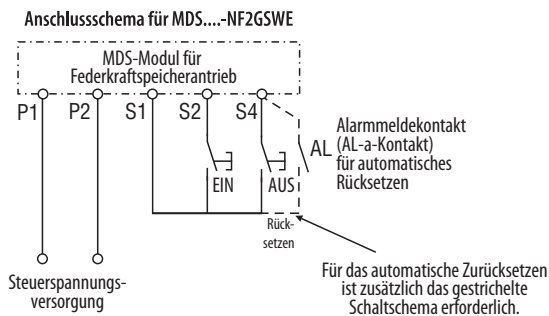 Anschlussschema für MDS....-NF2GSWE
MDS-Modul für
Federkraftspeicherantrieb
P1 P2 S1 S2 S4
EIN
AUS
AL
Alarmmeldekontakt
(AL-a-Kontakt)
für automatisches
Rücksetzen
Rück-
setzen
Steuerspannungs-
versorgung
Für das automatische Zurücksetzen
ist zusätzlich das gestrichelte
Schaltschema erforderlich.